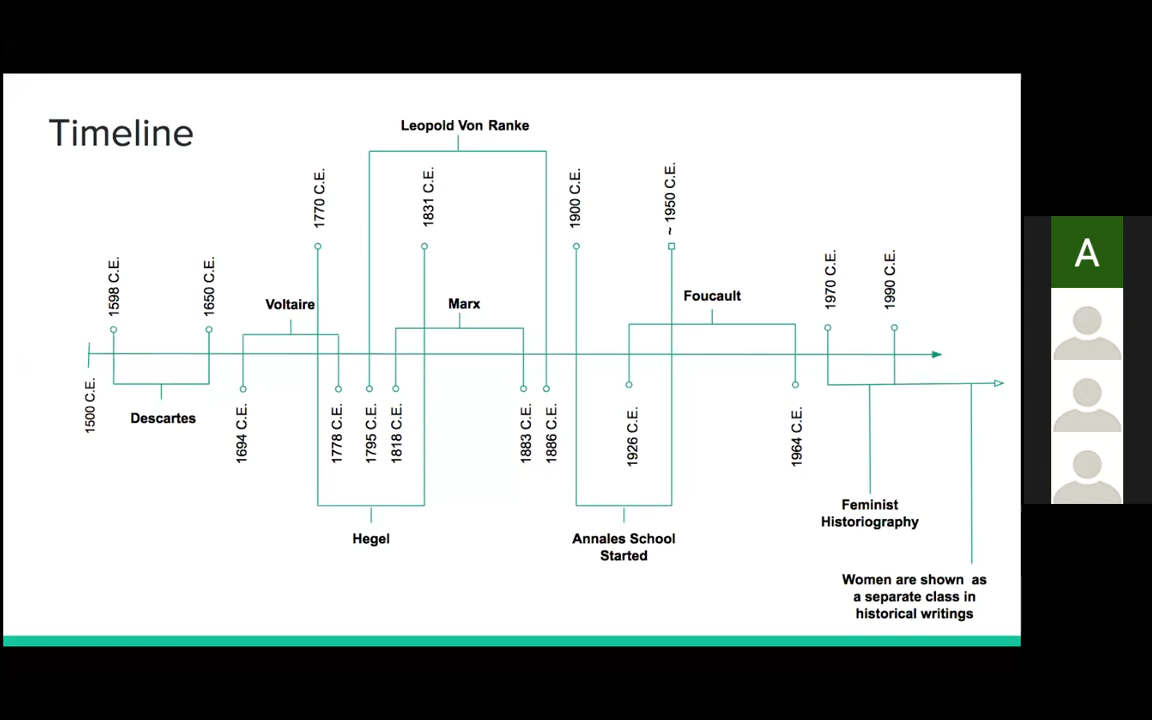 Timeline
Leopold Von Ranke
1770 C.E.
1831 C.E.
1900 C.E.
~ 1950 C.E.
A
1598 C.E.
1650 C.E.
Voltaire
Marx
Foucault
1970 C.E.
1990 C.E.
1500 C.E.
Descartes
1694 C.E.
1778 C.E.
1795 C.E.
1818 C.E.
1883 C.E.
1886 C.E.
1926 C.E.
1964 C.E.
Hegel
Annales School
Started
Feminist
Historiography
Women are shown as
a separate class in
historical writings